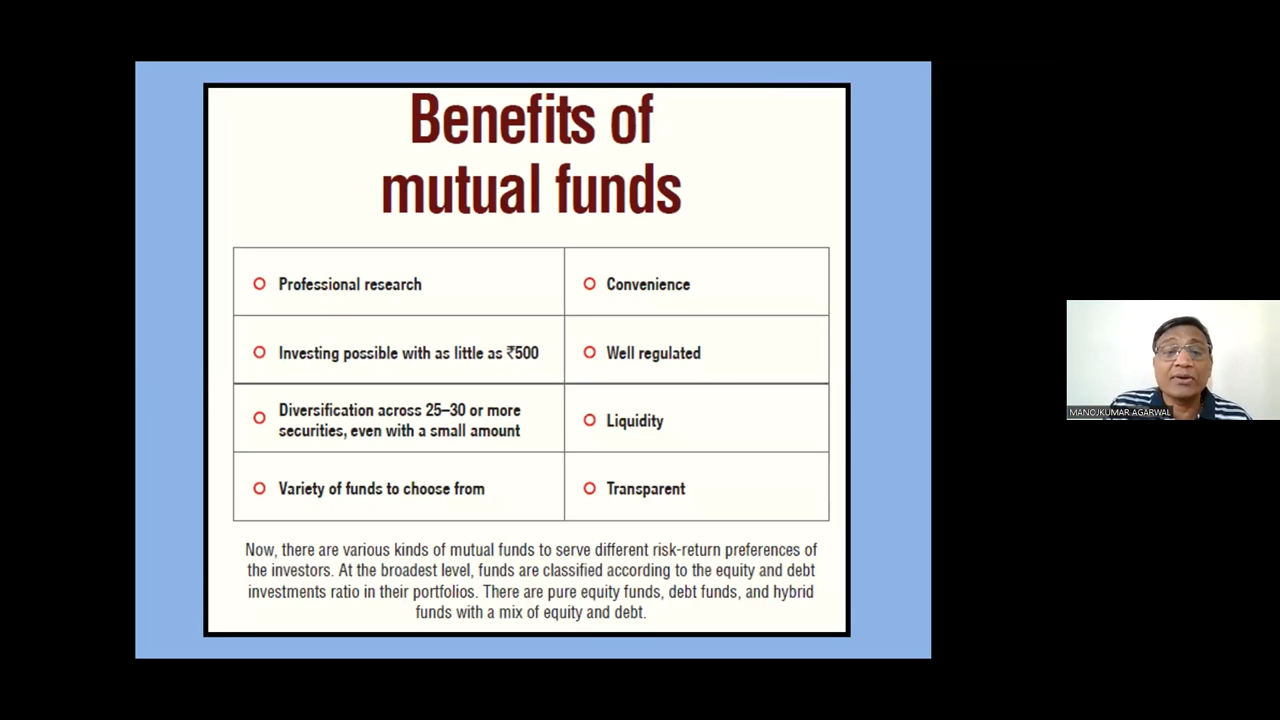 Benefits of
mutual funds
Professional research
Convenience
Investing possible with as little as ₹500
Well regulated
Diversification across 25–30 or more
securities, even with a small amount
Liquidity
Variety of funds to choose from
Transparent
Now, there are various kinds of mutual funds to serve different risk-return preferences of
the investors. At the broadest level, funds are classified according to the equity and debt
investments ratio in their portfolios. There are pure equity funds, debt funds, and hybrid
funds with a mix of equity and debt.
MANOJKUMAR AGARWAL